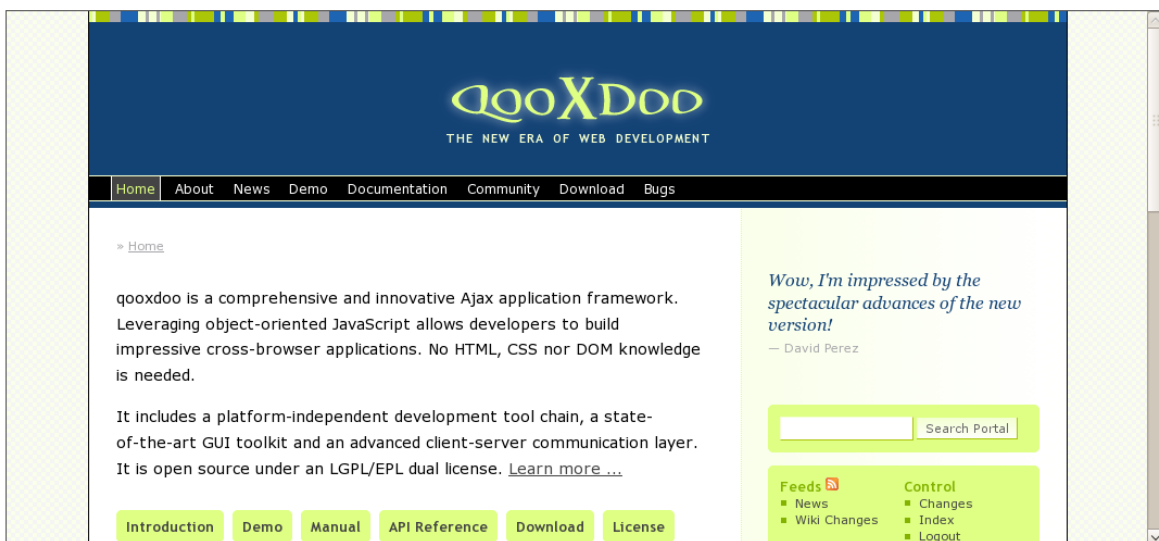 qooXDoo
THE NEW ERA OF WEB DEVELOPMENT
Home About News Demo Documentation Community Download Bugs
» Home
qooxdoo is a comprehensive and innovative Ajax application framework.
Leveraging object-oriented JavaScript allows developers to build
impressive cross-browser applications. No HTML, CSS nor DOM knowledge
is needed.
It includes a platform-independent development tool chain, a state-
of-the-art GUI toolkit and an advanced client-server communication layer.
It is open source under an LGPL/EPL dual license. Learn more ...
Introduction Demo Manual API Reference Download License
Wow, I'm impressed by the
spectacular advances of the new
version!
— David Perez
Search Portal
Feeds
News
Wiki Changes
Control
Changes
Index
Logout